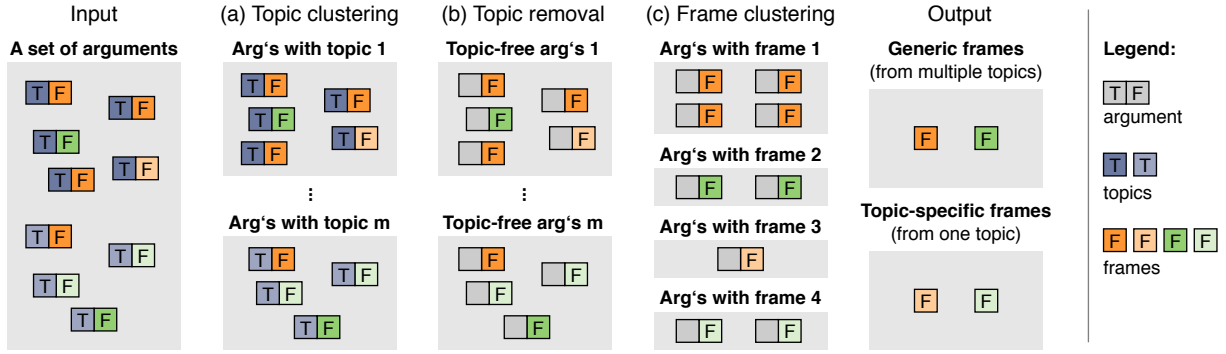 Input
A set of arguments
T F
T F
T F
T F
T F
T F
T F
T F
T F
(a) Topic clustering
Arg‘s with topic 1
T F
T F
T F
T F
T F
...
Arg‘s with topic m
T F
T F
T F
T F
(b) Topic removal
Topic-free arg‘s 1
F
F
F
F
F
...
Topic-free arg‘s m
F
F
F
F
(c) Frame clustering
Arg‘s with frame 1
F F
F F
Arg‘s with frame 2
F F
Arg‘s with frame 3
F
Arg‘s with frame 4
F F
Output
Generic frames
(from multiple topics)
F F
Topic-specific frames
(from one topic)
F F
Legend:
T F
argument
T T
topics
F F F F
frames